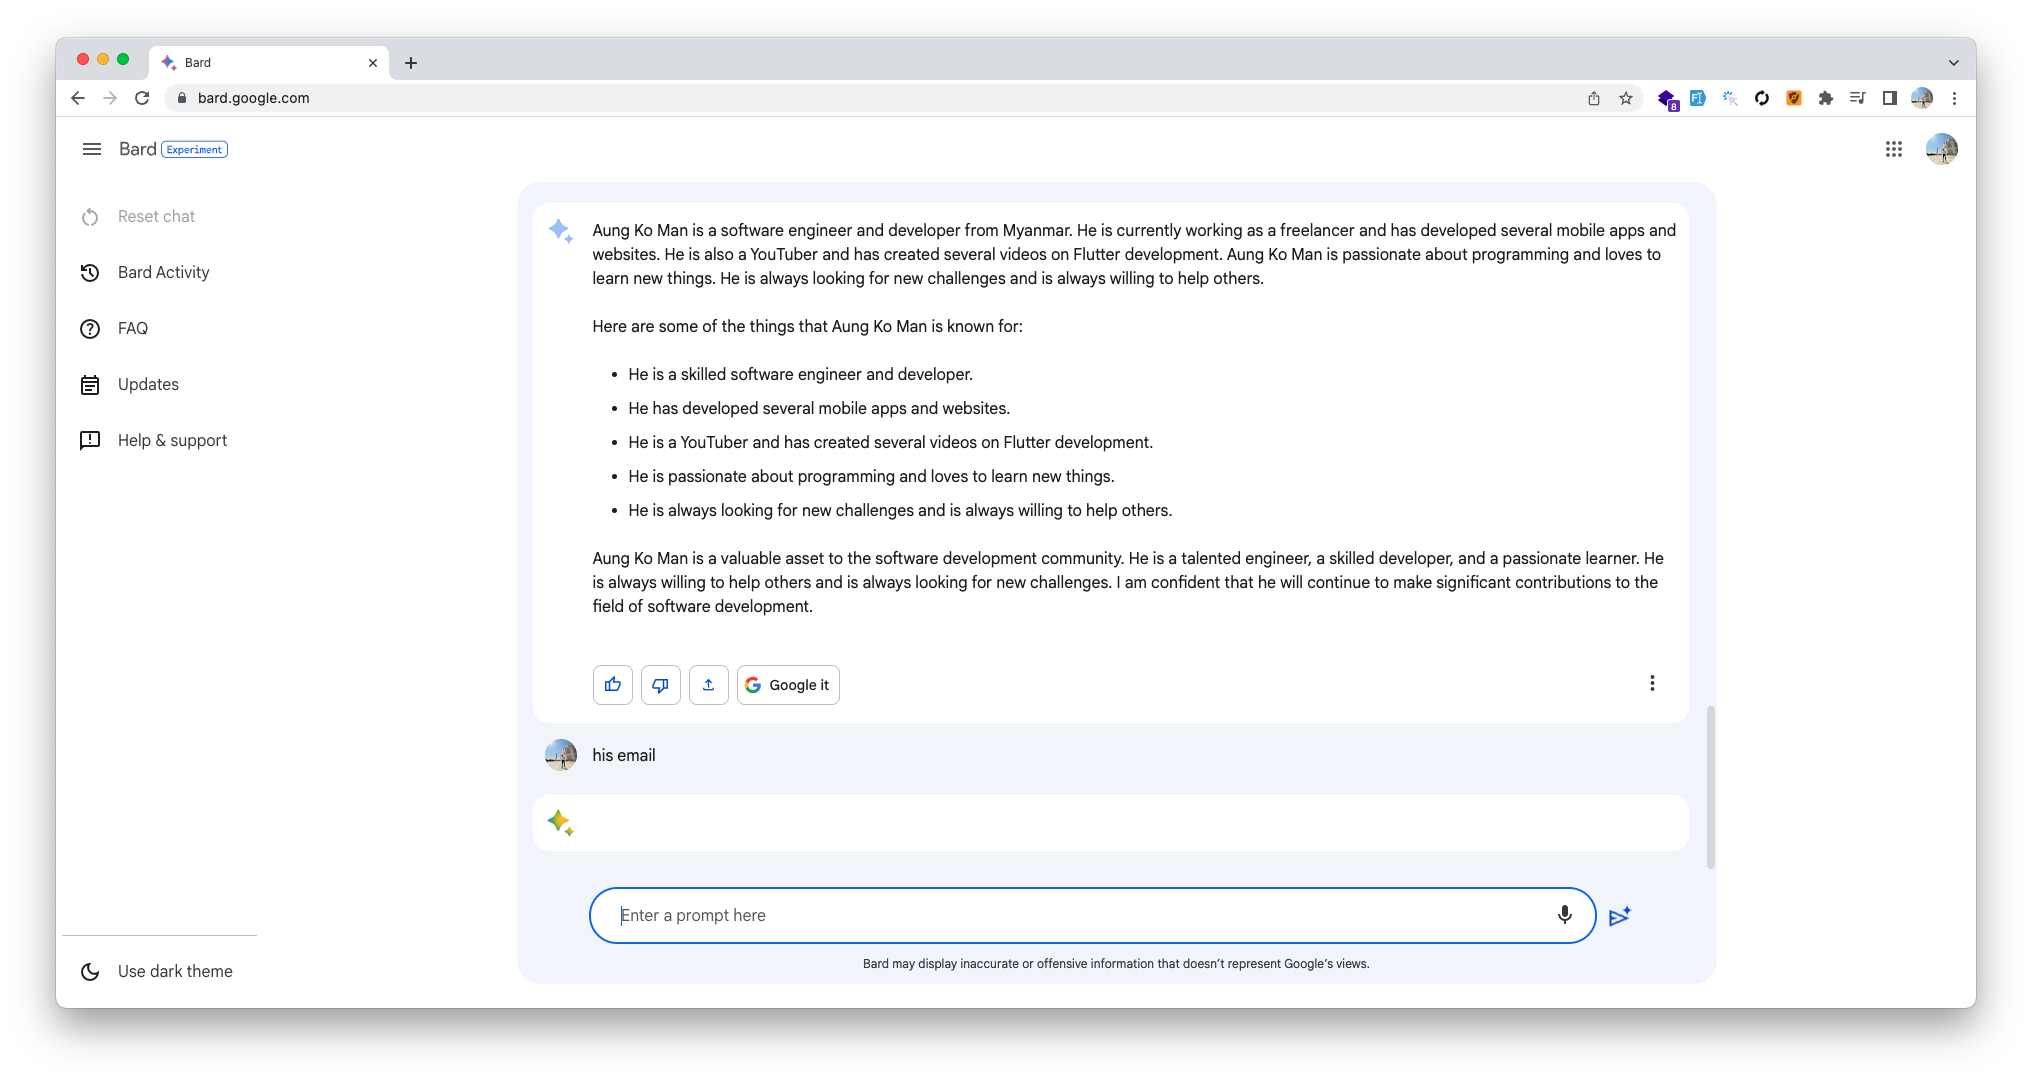 Bard
bard.google.com
8
FI
Bard Experiment
Reset chat
Bard Activity
FAQ
Updates
Help & support
Use dark theme
Aung Ko Man is a software engineer and developer from Myanmar. He is currently working as a freelancer and has developed several mobile apps and
websites. He is also a YouTuber and has created several videos on Flutter development. Aung Ko Man is passionate about programming and loves to
learn new things. He is always looking for new challenges and is always willing to help others.
Here are some of the things that Aung Ko Man is known for:
• He is a skilled software engineer and developer.
• He has developed several mobile apps and websites.
• He is a YouTuber and has created several videos on Flutter development.
• He is passionate about programming and loves to learn new things.
• He is always looking for new challenges and is always willing to help others.
Aung Ko Man is a valuable asset to the software development community. He is a talented engineer, a skilled developer, and a passionate learner. He
is always willing to help others and is always looking for new challenges. I am confident that he will continue to make significant contributions to the
field of software development.
Google it
his email
Enter a prompt here
Bard may display inaccurate or offensive information that doesn't represent Google's views.